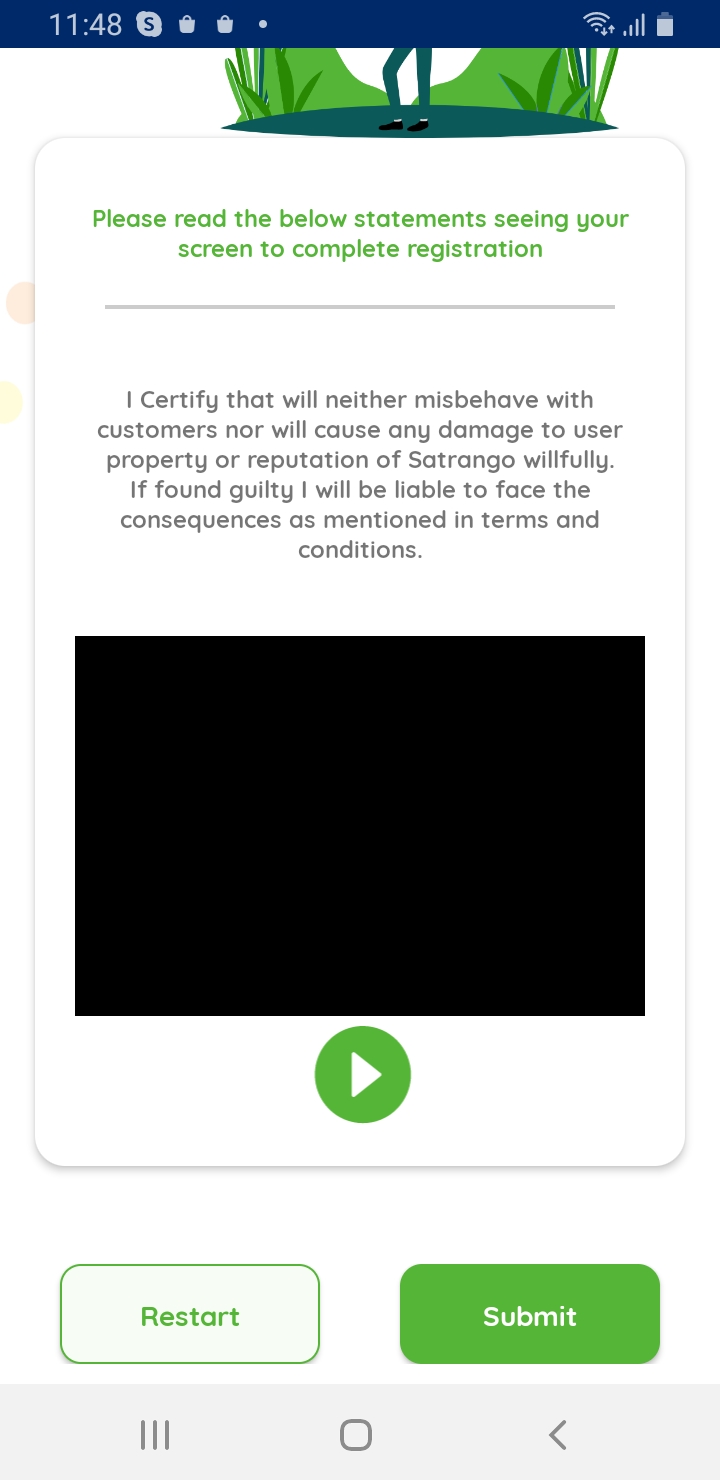 11:48
Please read the below statements seeing your
screen to complete registration
I Certify that will neither misbehave with
customers nor will cause any damage to user
property or reputation of Satrango willfully.
If found guilty I will be liable to face the
consequences as mentioned in terms and
conditions.
Restart
Submit